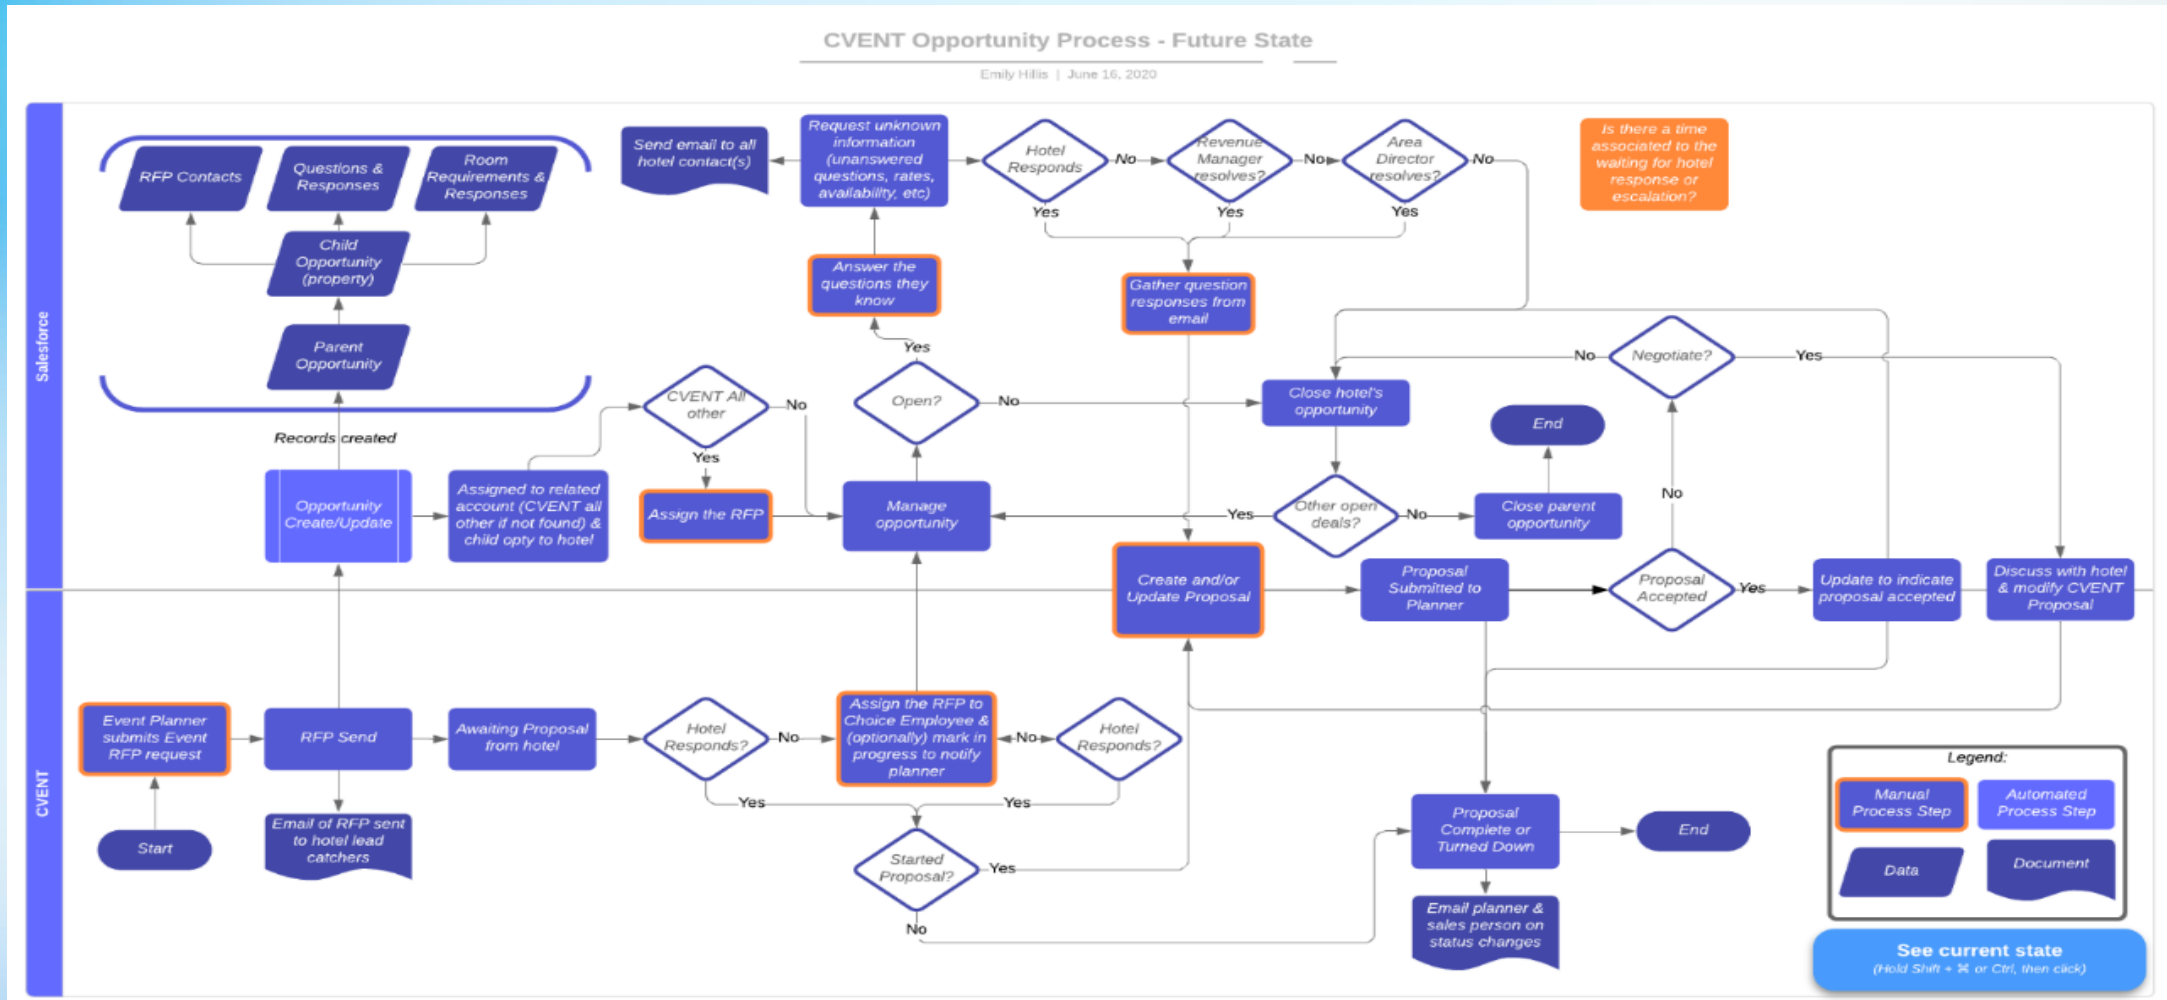 CVENT Opportunity Process - Future State
Emily Hillis | June 16, 2020
Salesforce
RFP Contacts
Questions &
Responses
Room
Requirements &
Responses
Child
Opportunity
(property)
Parent
Opportunity
Records created
Opportunity
Create/Update
Assigned to related
account (CVENT all
other if not found) &
child opty to hotel
CVENT All
other
No
Yes
Assign the RFP
Send email to all
hotel contact(s)
Request unknown
information
(unanswered
questions, rates,
availability, etc)
Answer the
questions they
know
Yes
Open?
No
Manage
opportunity
Hotel
Responds
No
Yes
Revenue
Manager
resolves?
No
Yes
Area
Director
resolves?
No
Yes
Gather question
responses from
email
Is there a time
associated to the
waiting for hotel
response or
escalation?
Close hotel's
opportunity
Other open
deals?
Yes
No
Close parent
opportunity
End
Negotiate?
No
Yes
No
Create and/or
Update Proposal
Proposal
Submitted to
Planner
Proposal
Accepted
Yes
Update to indicate
proposal accepted
Discuss with hotel
& modify CVENT
Proposal
CVENT
Event Planner
submits Event
RFP request
Start
RFP Send
Email of RFP sent
to hotel lead
catchers
Awaiting Proposal
from hotel
Hotel
Responds?
No
Yes
Assign the RFP to
Choice Employee &
(optionally) mark in
progress to notify
planner
No
Hotel
Responds?
Yes
Started
Proposal?
Yes
No
Proposal
Complete or
Turned Down
End
Email planner &
sales person on
status changes
Legend:
Manual
Process Step
Automated
Process Step
Data
Document
See current state
(Hold Shift + ⌘ or Ctrl, then click)